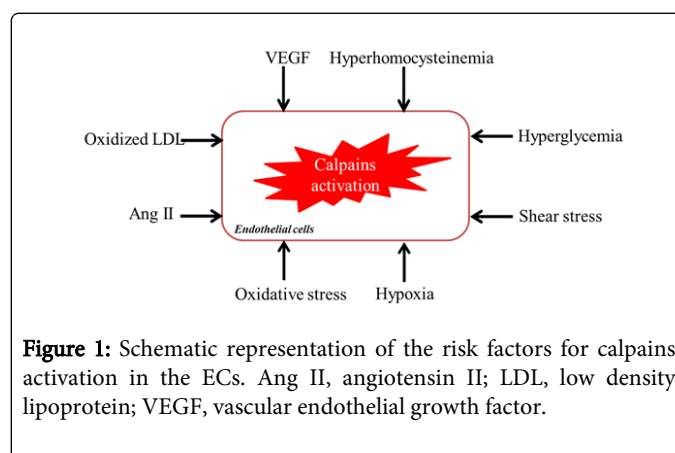 VEGF Hyperhomocysteinemia
Oxidized LDL
Hyperglycemia
Calpains
activation
Ang II
Shear stress
Endothelial cells
Oxidative stress Hypoxia
Figure 1: Schematic representation of the risk factors for calpains
activation in the ECs. Ang II, angiotensin II; LDL, low density
lipoprotein; VEGF, vascular endothelial growth factor.